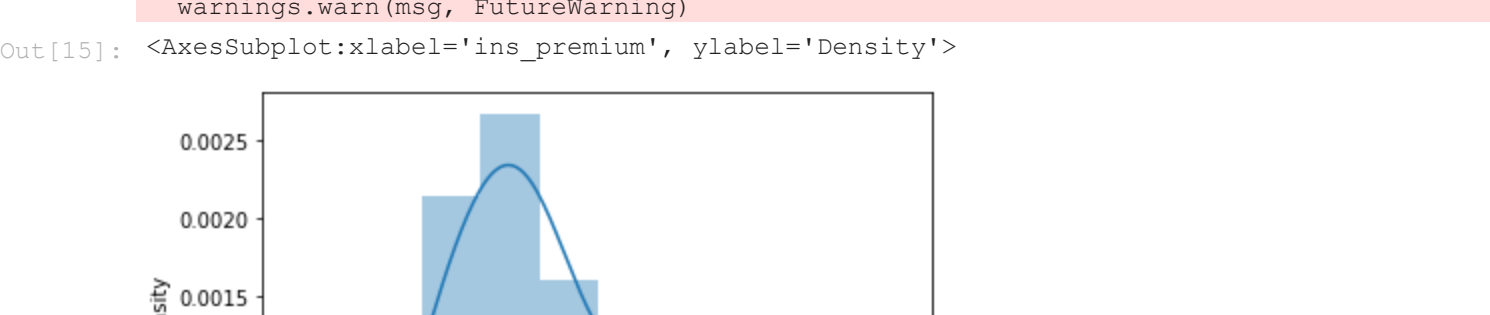 warnings.warn(msg, FutureWarning)
Out[15]: <AxesSubplot:xlabel='ins_premium', ylabel='Density'>
0.0025
0.0020
0.0015